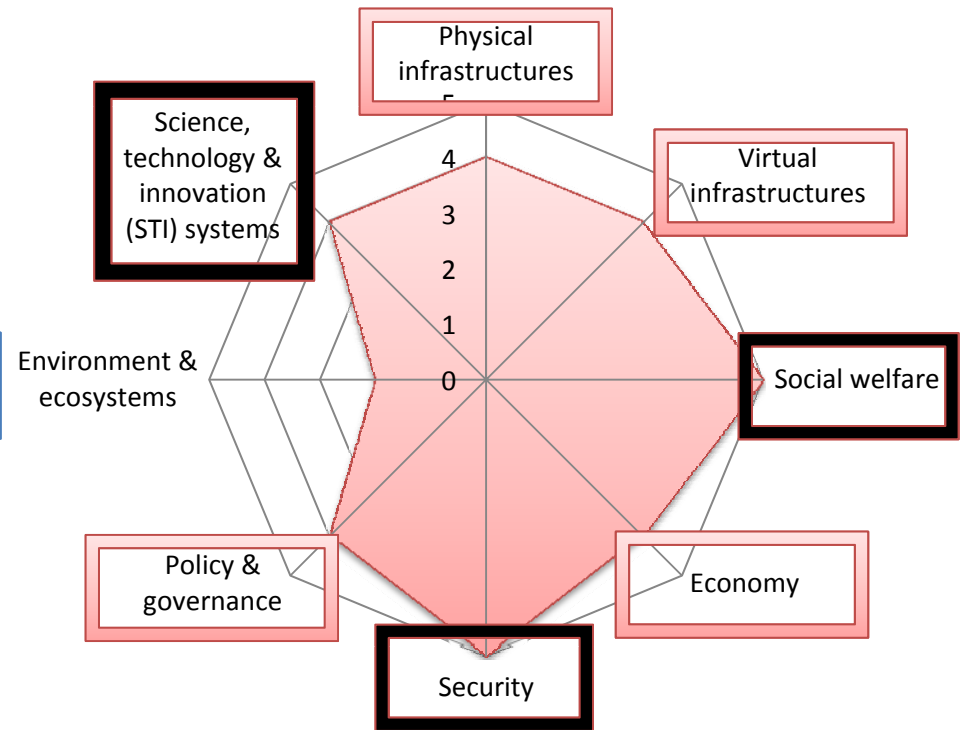 Physical
infrastructures
5
Science,
technology &
innovation
(STI) systems
Virtual
infrastructures
4
3
2
1
0
Environment &
ecosystems
Social welfare
Policy &
governance
Economy
Security